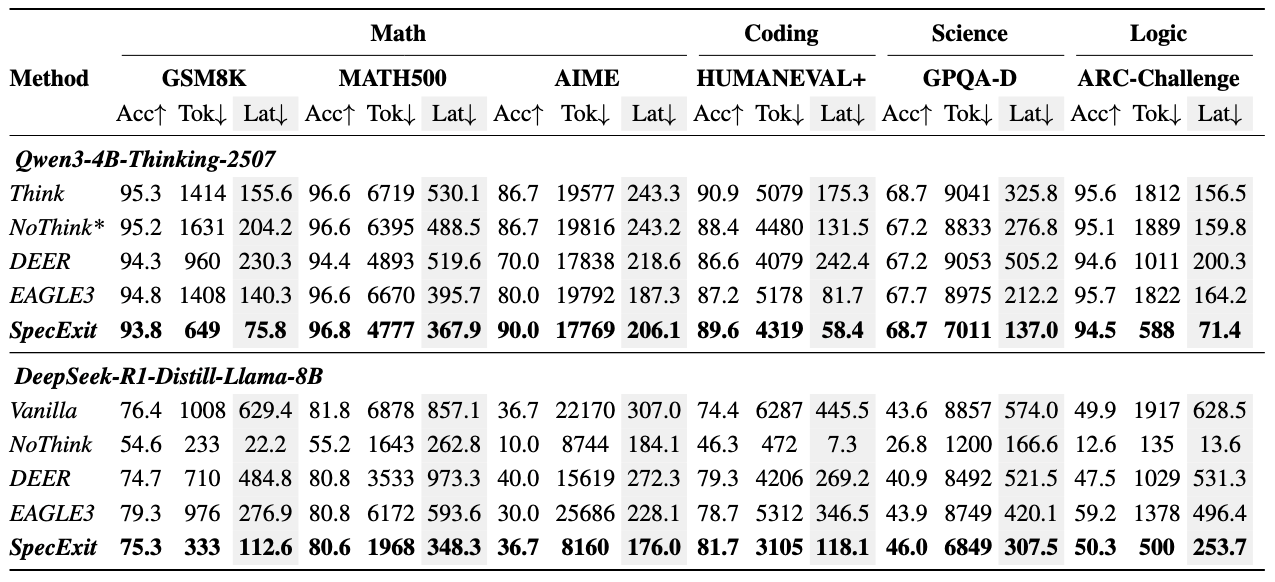 Math Coding Science Logic
Method GSM8K MATH500 AIME HUMANEVAL+ GPQA-D ARC-Challenge
Acc↑ Tok↓ Lat↓ Acc↑ Tok↓ Lat↓ Acc↑ Tok↓ Lat↓ Acc↑ Tok↓ Lat↓ Acc↑ Tok↓ Lat↓ Acc↑ Tok↓ Lat↓
Qwen3-4B-Thinking-2507
Think 95.3 1414 155.6 96.6 6719 530.1 86.7 19577 243.3 90.9 5079 175.3 68.7 9041 325.8 95.6 1812 156.5
NoThink* 95.2 1631 204.2 96.6 6395 488.5 86.7 19816 243.2 88.4 4480 131.5 67.2 8833 276.8 95.1 1889 159.8
DEER 94.3 960 230.3 94.4 4893 519.6 70.0 17838 218.6 86.6 4079 242.4 67.2 9053 505.2 94.6 1011 200.3
EAGLE3 94.8 1408 140.3 96.6 6670 395.7 80.0 19792 187.3 87.2 5178 81.7 67.7 8975 212.2 95.7 1822 164.2
SpecExit 93.8 649 75.8 96.8 4777 367.9 90.0 17769 206.1 89.6 4319 58.4 68.7 7011 137.0 94.5 588 71.4
DeepSeek-R1-Distill-Llama-8B
Vanilla 76.4 1008 629.4 81.8 6878 857.1 36.7 22170 307.0 74.4 6287 445.5 43.6 8857 574.0 49.9 1917 628.5
NoThink 54.6 233 22.2 55.2 1643 262.8 10.0 8744 184.1 46.3 472 7.3 26.8 1200 166.6 12.6 135 13.6
DEER 74.7 710 484.8 80.8 3533 973.3 40.0 15619 272.3 79.3 4206 269.2 40.9 8492 521.5 47.5 1029 531.3
EAGLE3 79.3 976 276.9 80.8 6172 593.6 30.0 25686 228.1 78.7 5312 346.5 43.9 8749 420.1 59.2 1378 496.4
SpecExit 75.3 333 112.6 80.6 1968 348.3 36.7 8160 176.0 81.7 3105 118.1 46.0 6849 307.5 50.3 500 253.7